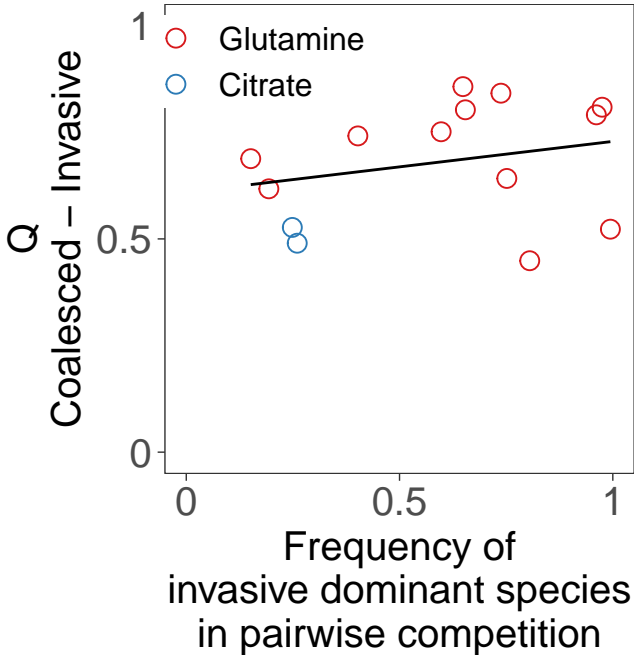 Glutamine
Citrate
Q
Coalesced – Invasive
1
0.5
0
0
0.5
1
Frequency of
invasive dominant species
in pairwise competition